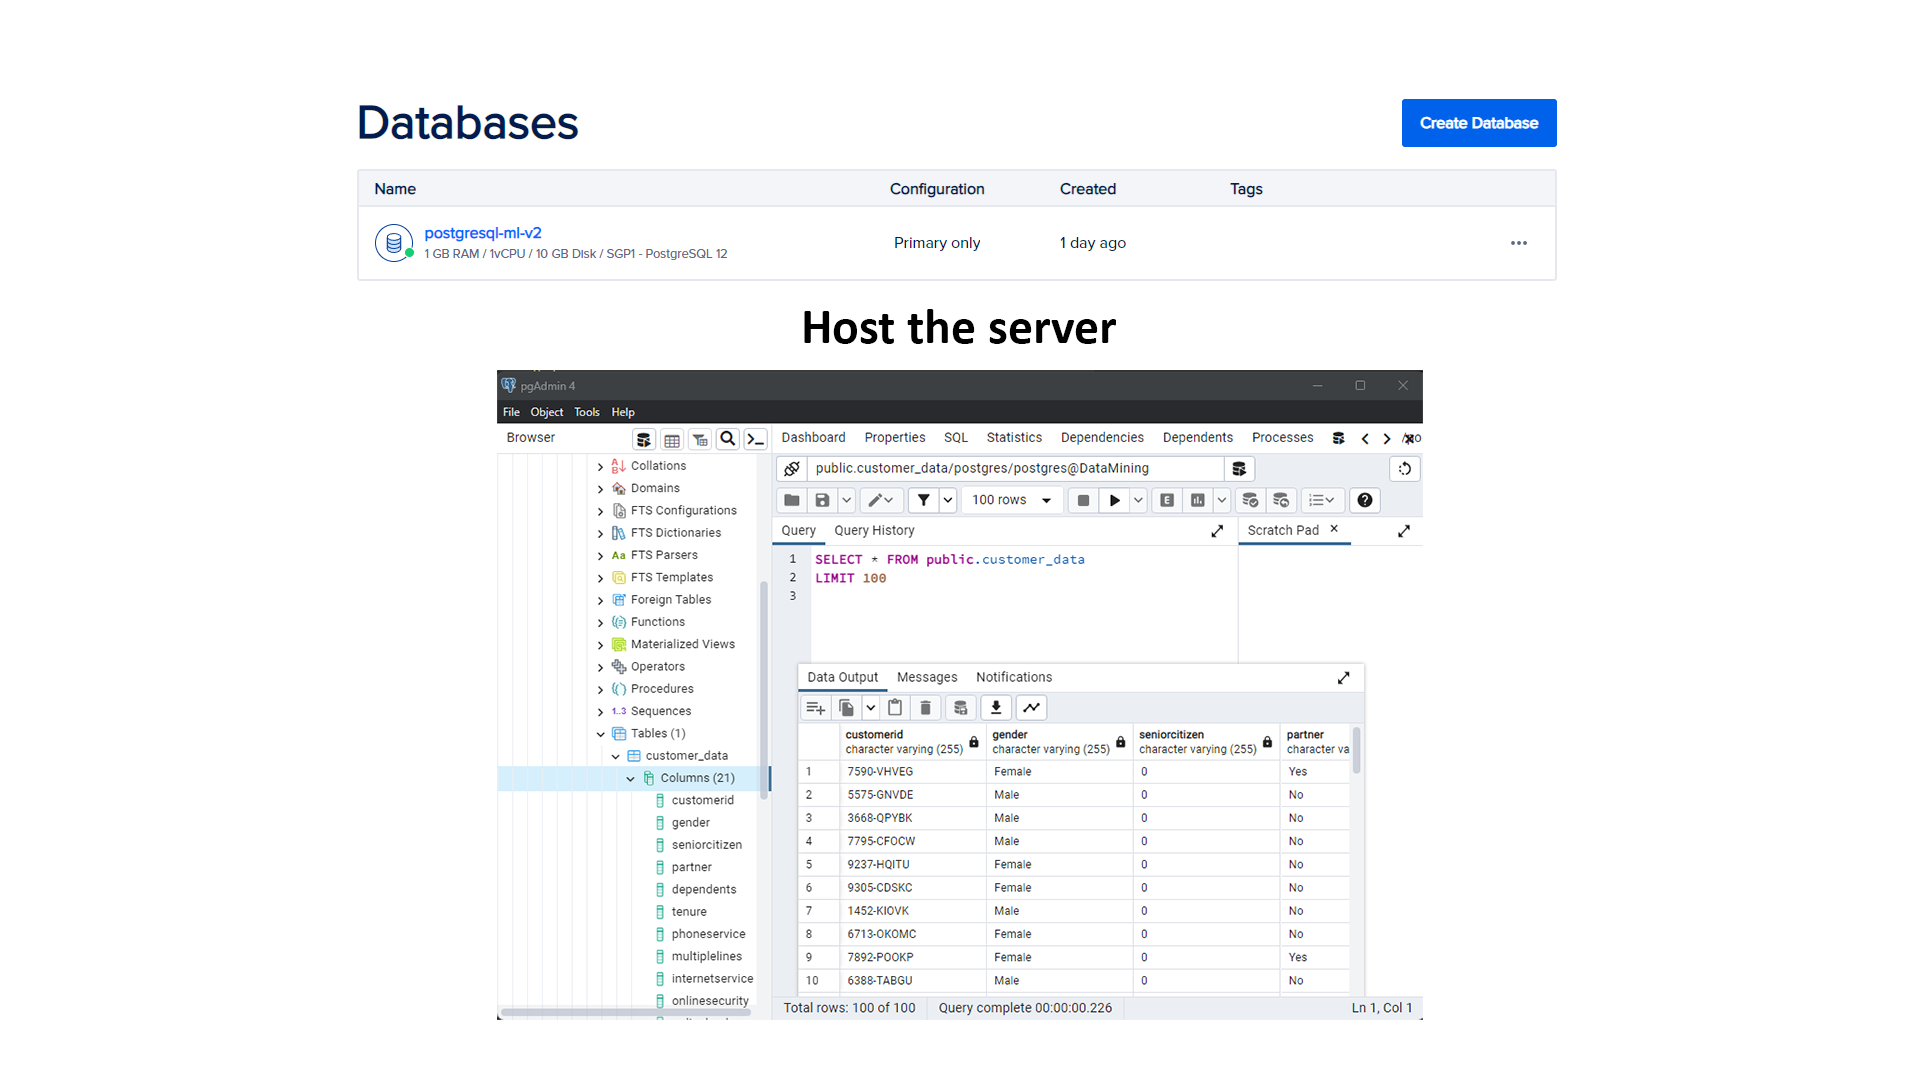 Databases
Create Database
Name Configuration Created Tags
postgresql-ml-v2
1 GB RAM / 1vCPU / 10 GB Disk / SGP1 - PostgreSQL 12
Primary only
1 day ago
Host the server
pgAdmin 4
File Object Tools Help
Browser
Dashboard Properties SQL Statistics Dependencies Dependents Processes
public.customer_data/postgres/postgres@DataMining
100 rows
Query Query History
Scratch Pad
1 SELECT * FROM public.customer_data
2 LIMIT 100
3
Collations
Domains
FTS Configurations
FTS Dictionaries
Aa FTS Parsers
FTS Templates
Foreign Tables
Functions
Materialized Views
Operators
Procedures
1..3 Sequences
Tables (1)
customer_data
Columns (21)
customerid
gender
seniorcitizen
partner
dependents
tenure
phoneservice
multiplelines
internetservice
onlinesecurity
Data Output Messages Notifications
customerid gender seniorcitizen partner
character varying (255) character varying (255) character varying (255) character va
1 7590-VHVEG Female 0 Yes
2 5575-GNVDE Male 0 No
3 3668-QPYBK Male 0 No
4 7795-CFOCW Male 0 No
5 9237-HQITU Female 0 No
6 9305-CDSKC Female 0 No
7 1452-KIOVK Male 0 No
8 6713-OKOMC Female 0 No
9 7892-POOKP Female 0 Yes
10 6388-TABGU Male 0 No
Total rows: 100 of 100 Query complete 00:00:00.226 Ln 1, Col 1